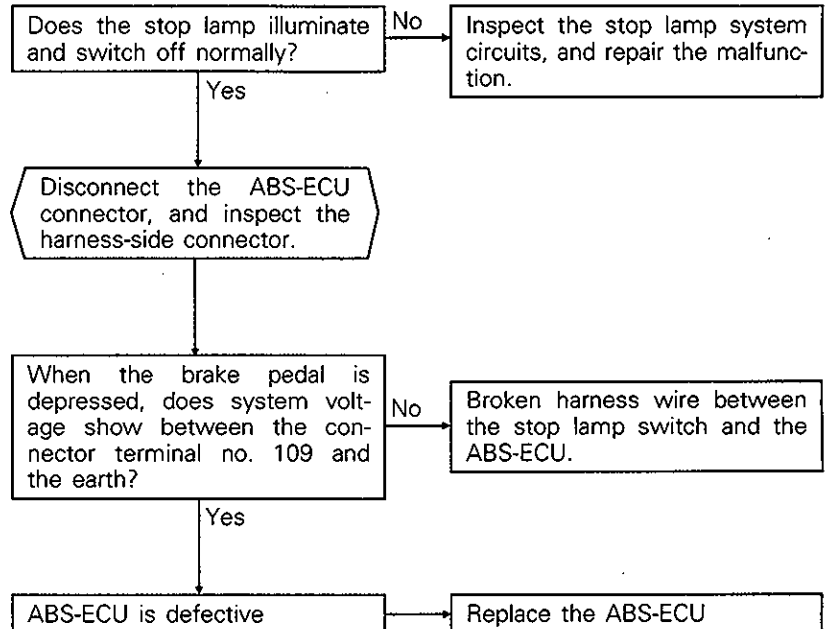 Does the stop lamp illuminate
and switch off normally?
No
Inspect the stop lamp system
circuits, and repair the malfunc-
tion.
Yes
Disconnect the ABS-ECU
connector, and inspect the
harness-side connector.
When the brake pedal is
depressed, does system volt-
age show between the con-
nector terminal no. 109 and
the earth?
No
Broken harness wire between
the stop lamp switch and the
ABS-ECU.
Yes
ABS-ECU is defective
Replace the ABS-ECU